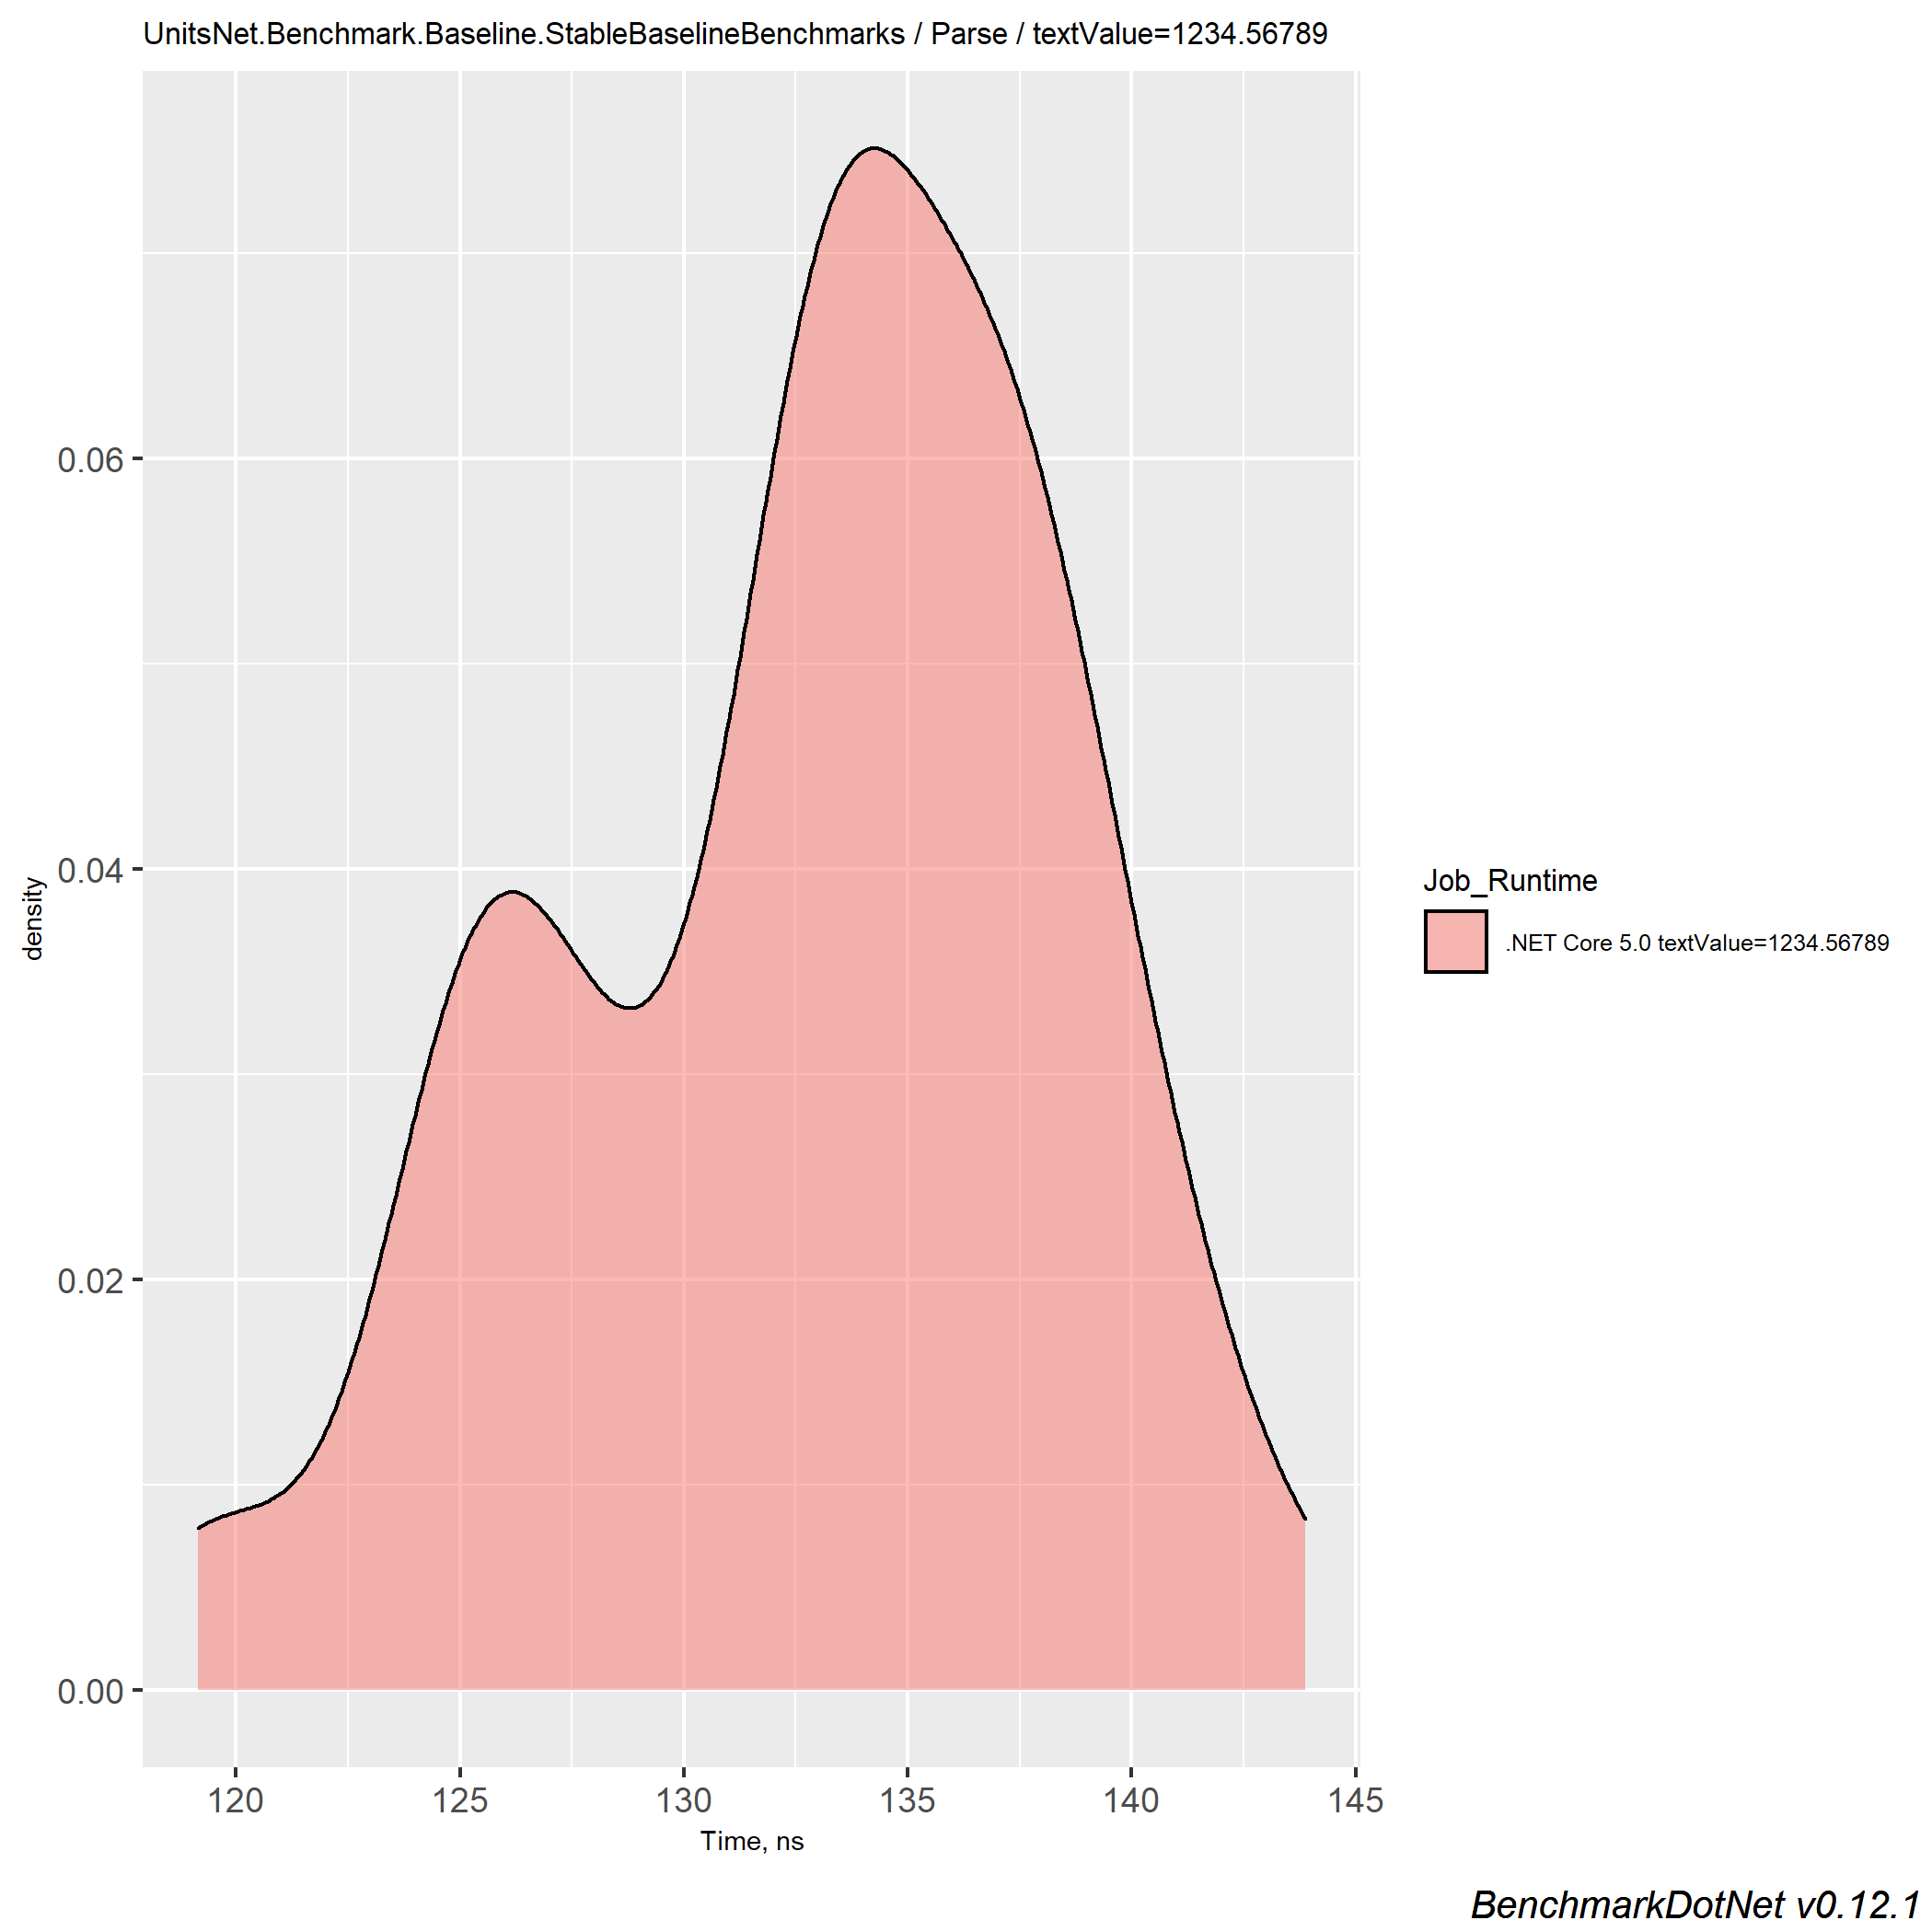 UnitsNet.Benchmark.Baseline.StableBaselineBenchmarks / Parse / textValue=1234.56789
0.06
0.04
0.02
0.00
density
120 125 130 135 140 145
Time, ns
Job_Runtime
.NET Core 5.0 textValue=1234.56789
BenchmarkDotNet v0.12.1